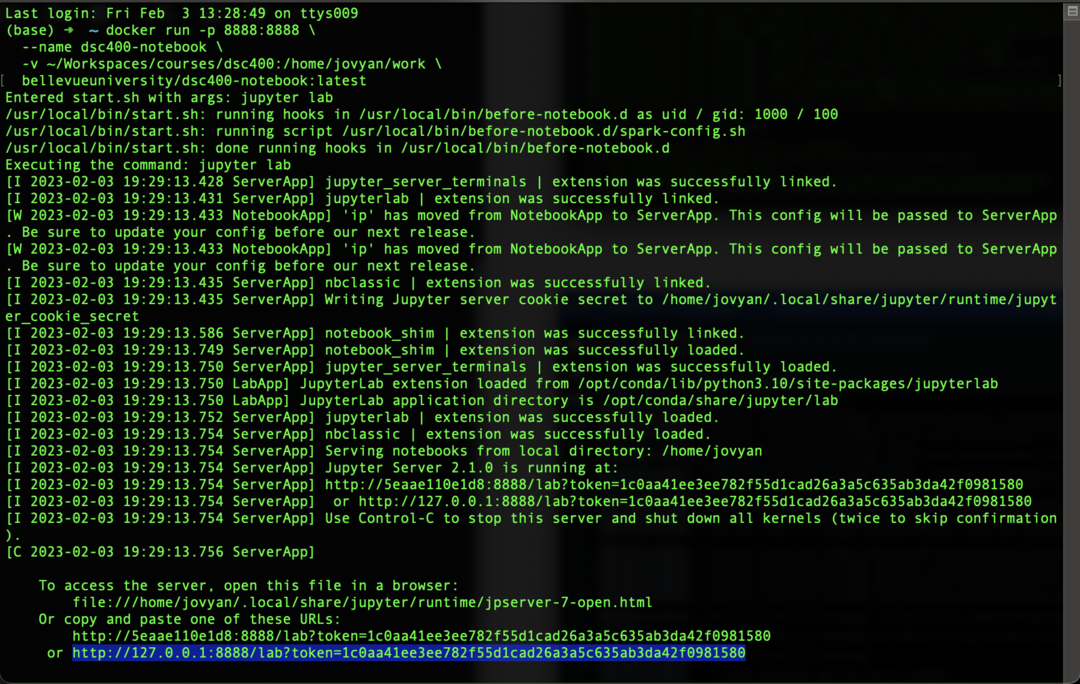 Last login: Fri Feb  3 13:28:49 on ttys009
(base) ➜  ~ docker run -p 8888:8888 \
  --name dsc400-notebook \
  -v ~/Workspaces/courses/dsc400:/home/jovyan/work \
[  bellevueuniversity/dsc400-notebook:latest ]
Entered start.sh with args: jupyter lab
/usr/local/bin/start.sh: running hooks in /usr/local/bin/before-notebook.d as uid / gid: 1000 / 100
/usr/local/bin/start.sh: running script /usr/local/bin/before-notebook.d/spark-config.sh
/usr/local/bin/start.sh: done running hooks in /usr/local/bin/before-notebook.d
Executing the command: jupyter lab
[I 2023-02-03 19:29:13.428 ServerApp] jupyter_server_terminals | extension was successfully linked.
[I 2023-02-03 19:29:13.431 ServerApp] jupyterlab | extension was successfully linked.
[W 2023-02-03 19:29:13.433 NotebookApp] 'ip' has moved from NotebookApp to ServerApp. This config will be passed to ServerApp
. Be sure to update your config before our next release.
[W 2023-02-03 19:29:13.433 NotebookApp] 'ip' has moved from NotebookApp to ServerApp. This config will be passed to ServerApp
. Be sure to update your config before our next release.
[I 2023-02-03 19:29:13.435 ServerApp] nbclassic | extension was successfully linked.
[I 2023-02-03 19:29:13.435 ServerApp] Writing Jupyter server cookie secret to /home/jovyan/.local/share/jupyter/runtime/jupyt
er_cookie_secret
[I 2023-02-03 19:29:13.586 ServerApp] notebook_shim | extension was successfully linked.
[I 2023-02-03 19:29:13.749 ServerApp] notebook_shim | extension was successfully loaded.
[I 2023-02-03 19:29:13.750 ServerApp] jupyter_server_terminals | extension was successfully loaded.
[I 2023-02-03 19:29:13.750 LabApp] JupyterLab extension loaded from /opt/conda/lib/python3.10/site-packages/jupyterlab
[I 2023-02-03 19:29:13.750 LabApp] JupyterLab application directory is /opt/conda/share/jupyter/lab
[I 2023-02-03 19:29:13.752 ServerApp] jupyterlab | extension was successfully loaded.
[I 2023-02-03 19:29:13.754 ServerApp] nbclassic | extension was successfully loaded.
[I 2023-02-03 19:29:13.754 ServerApp] Serving notebooks from local directory: /home/jovyan
[I 2023-02-03 19:29:13.754 ServerApp] Jupyter Server 2.1.0 is running at:
[I 2023-02-03 19:29:13.754 ServerApp] http://5eaae110e1d8:8888/lab?token=1c0aa41ee3ee782f55d1cad26a3a5c635ab3da42f0981580
[I 2023-02-03 19:29:13.754 ServerApp]  or http://127.0.0.1:8888/lab?token=1c0aa41ee3ee782f55d1cad26a3a5c635ab3da42f0981580
[I 2023-02-03 19:29:13.754 ServerApp] Use Control-C to stop this server and shut down all kernels (twice to skip confirmation
).
[C 2023-02-03 19:29:13.756 ServerApp]
    To access the server, open this file in a browser:
        file:///home/jovyan/.local/share/jupyter/runtime/jpserver-7-open.html
    Or copy and paste one of these URLs:
        http://5eaae110e1d8:8888/lab?token=1c0aa41ee3ee782f55d1cad26a3a5c635ab3da42f0981580
     or http://127.0.0.1:8888/lab?token=1c0aa41ee3ee782f55d1cad26a3a5c635ab3da42f0981580